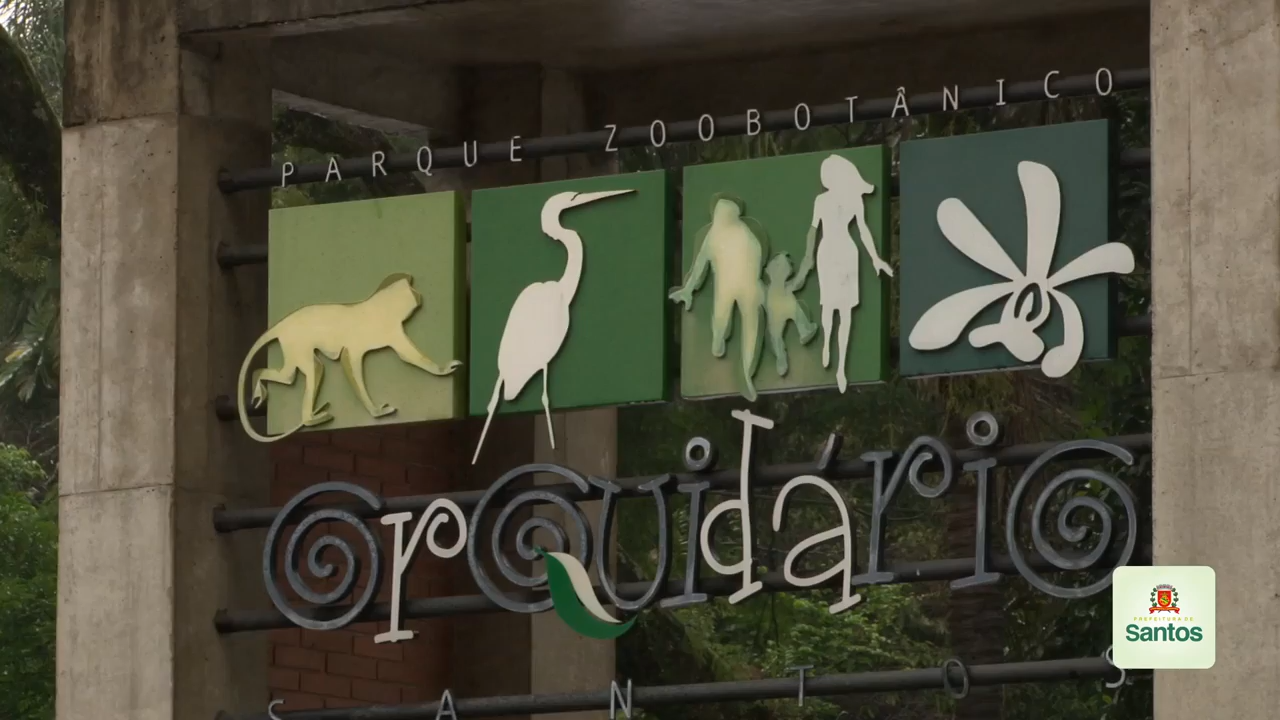 PARQUE ZOOBOTÂNICO
orquidário
SANTOS
PREFEITURA DE
Santos